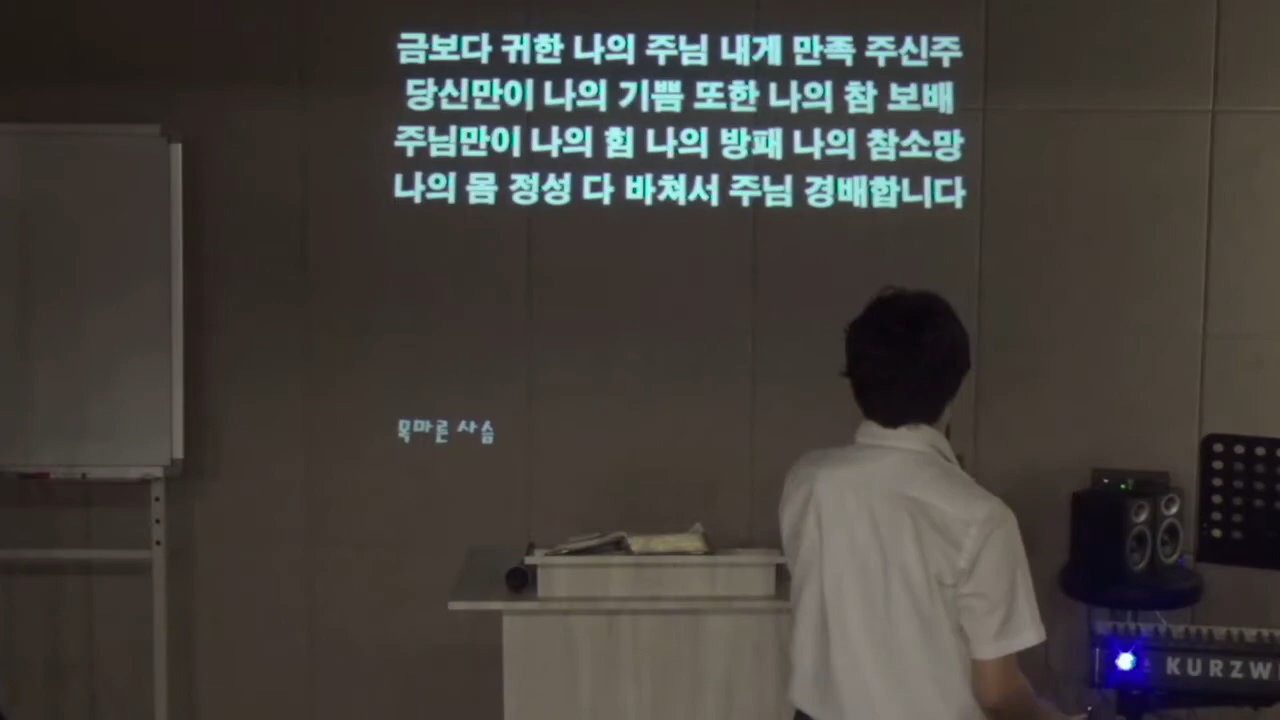 금보다 귀한 나의 주님 내게 만족 주신주
당신만이 나의 기쁨 또한 나의 참 보배
주님만이 나의 힘 나의 방패 나의 참소망
나의 몸 정성 다 바쳐서 주님 경배합니다
목마른 사슴
KURZW